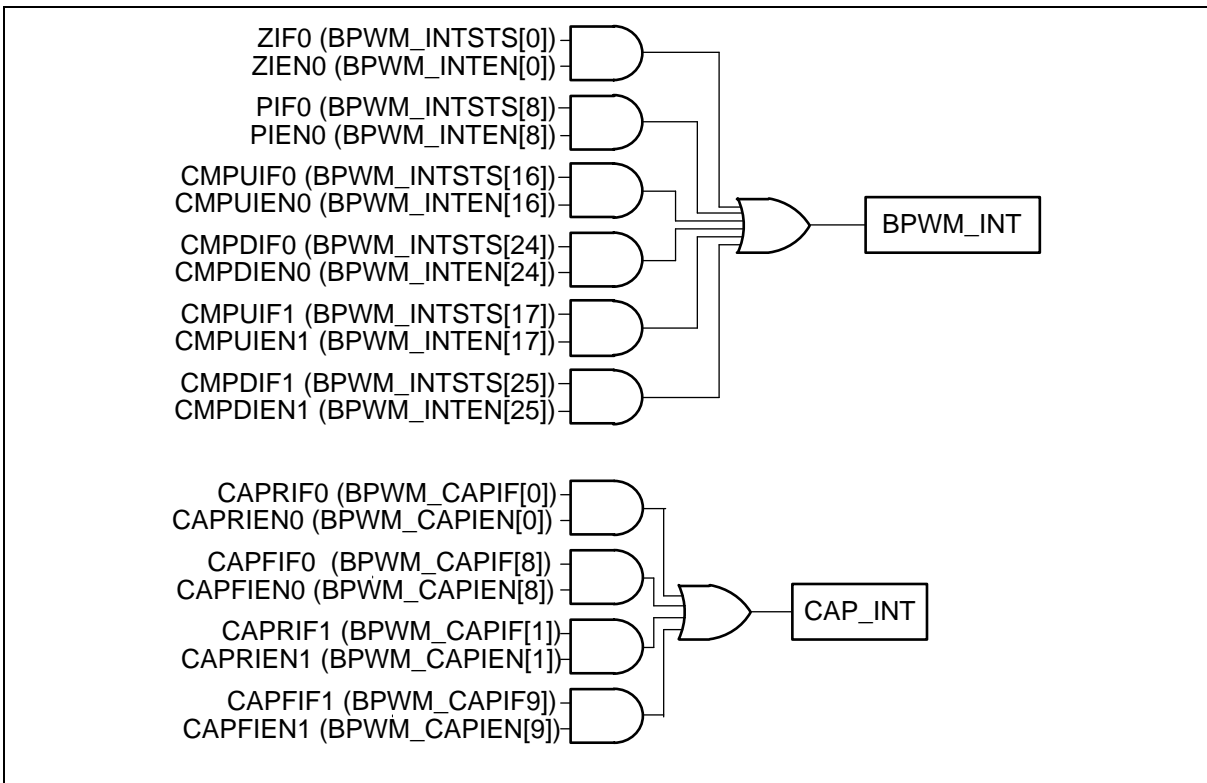 ZIF0 (BPWM_INTSTS[0])
ZIEN0 (BPWM_INTEN[0])
PIF0 (BPWM_INTSTS[8])
PIEN0 (BPWM_INTEN[8])
CMPUIF0 (BPWM_INTSTS[16])
CMPUIEN0 (BPWM_INTEN[16])
CMPDIF0 (BPWM_INTSTS[24])
CMPDIEN0 (BPWM_INTEN[24])
CMPUIF1 (BPWM_INTSTS[17])
CMPUIEN1 (BPWM_INTEN[17])
CMPDIF1 (BPWM_INTSTS[25])
CMPDIEN1 (BPWM_INTEN[25])
BPWM_INT
CAPRIF0 (BPWM_CAPIF[0])
CAPRIEN0 (BPWM_CAPIEN[0])
CAPFIF0 (BPWM_CAPIF[8])
CAPFIEN0 (BPWM_CAPIEN[8])
CAPRIF1 (BPWM_CAPIF[1])
CAPRIEN1 (BPWM_CAPIEN[1])
CAPFIF1 (BPWM_CAPIF9])
CAPFIEN1 (BPWM_CAPIEN[9])
CAP_INT